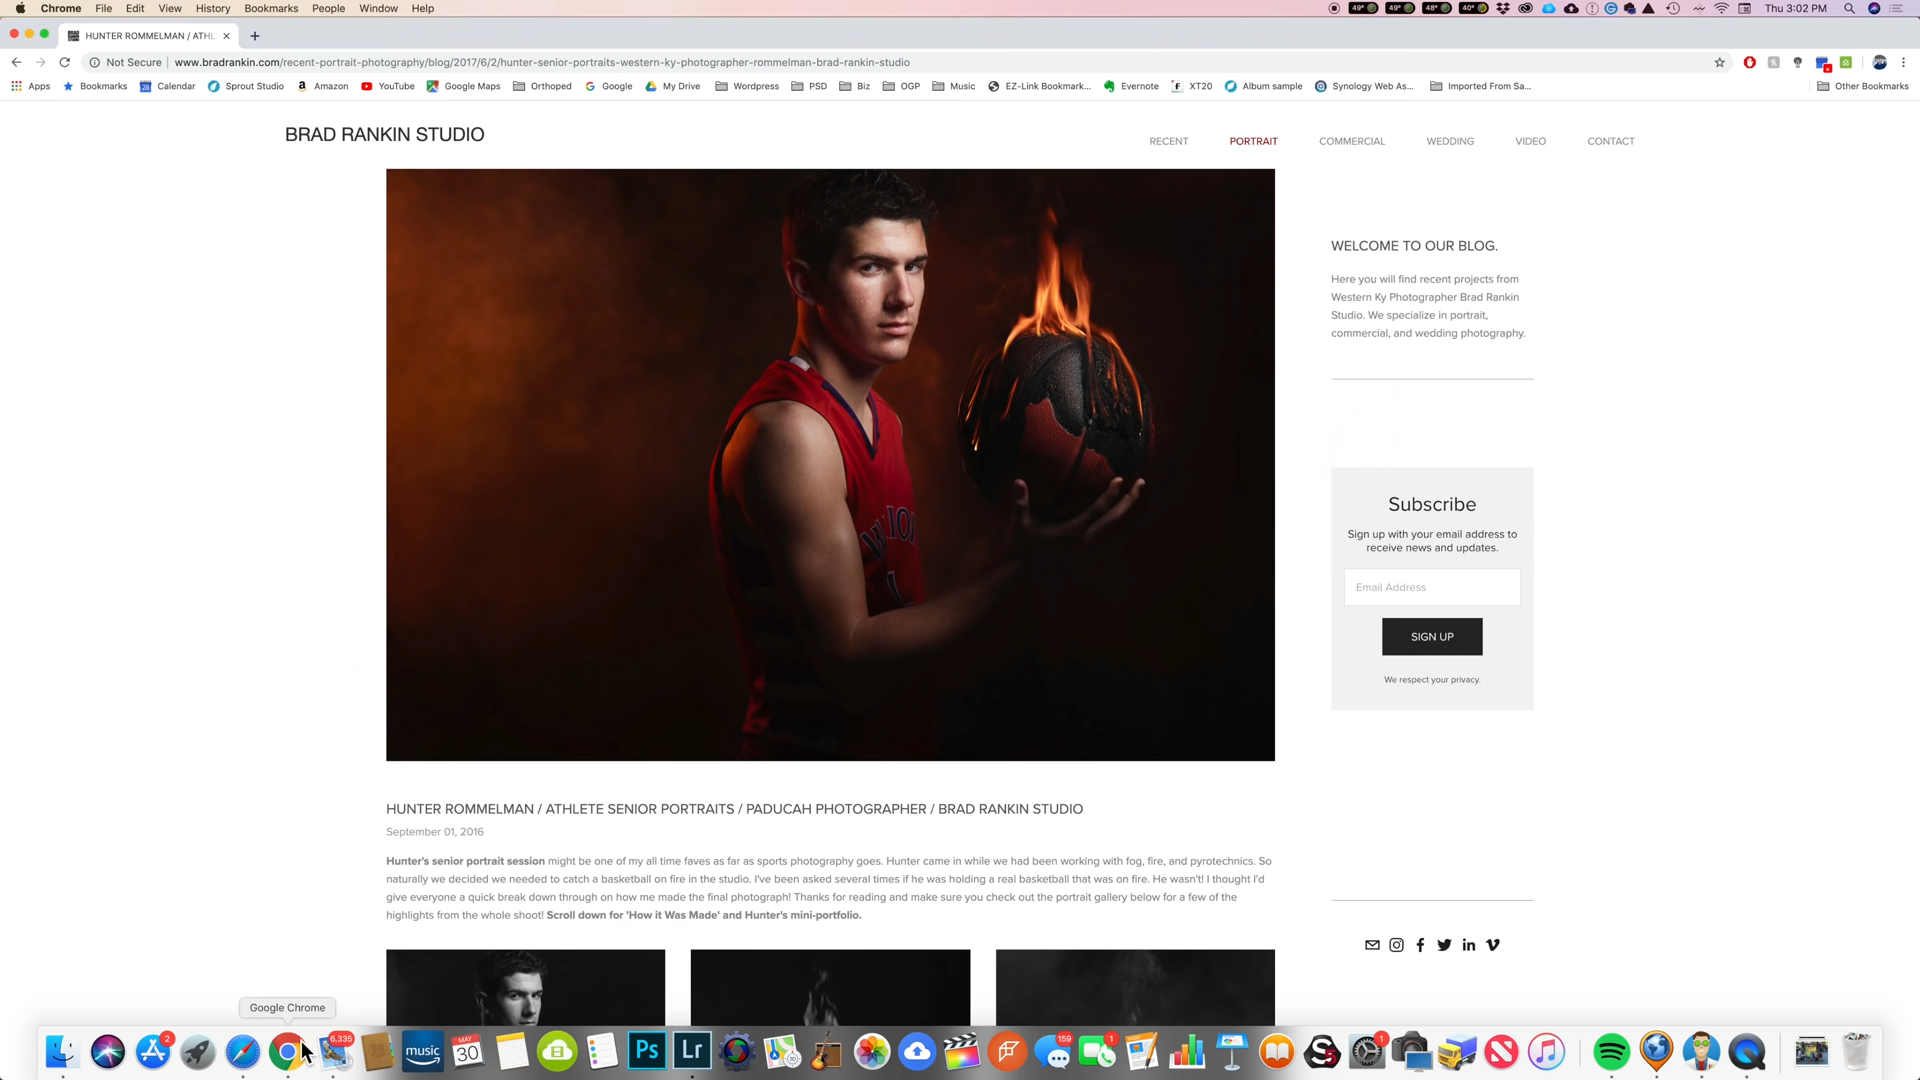 Chrome File Edit View History Bookmarks People Window Help
49° 49° 48° 40° Thu 3:02 PM
HUNTER ROMMELMAN / ATHL
Not Secure www.bradrankin.com/recent-portrait-photography/blog/2017/6/2/hunter-senior-portraits-western-ky-photographer-rommelman-brad-rankin-studio
Apps Bookmarks Calendar Sprout Studio Amazon YouTube Google Maps Orthoped Google My Drive Wordpress PSD Biz OGP Music EZ-Link Bookmark... Evernote XT20 Album sample Synology Web As... Imported From Sa... Other Bookmarks
BRAD RANKIN STUDIO
RECENT PORTRAIT COMMERCIAL WEDDING VIDEO CONTACT
WELCOME TO OUR BLOG.
Here you will find recent projects from
Western Ky Photographer Brad Rankin
Studio. We specialize in portrait,
commercial, and wedding photography.
Subscribe
Sign up with your email address to
receive news and updates.
Email Address
SIGN UP
We respect your privacy.
HUNTER ROMMELMAN / ATHLETE SENIOR PORTRAITS / PADUCAH PHOTOGRAPHER / BRAD RANKIN STUDIO
September 01, 2016
Hunter's senior portrait session might be one of my all time faves as far as sports photography goes. Hunter came in while we had been working with fog, fire, and pyrotechnics. So
naturally we decided we needed to catch a basketball on fire in the studio. I've been asked several times if he was holding a real basketball that was on fire. He wasn't! I thought I'd
give everyone a quick break down through on how me made the final photograph! Thanks for reading and make sure you check out the portrait gallery below for a few of the
highlights from the whole shoot! Scroll down for 'How it Was Made' and Hunter's mini-portfolio.
Google Chrome
2 6,335 music MAY 30 Ps Lr 159 1 1